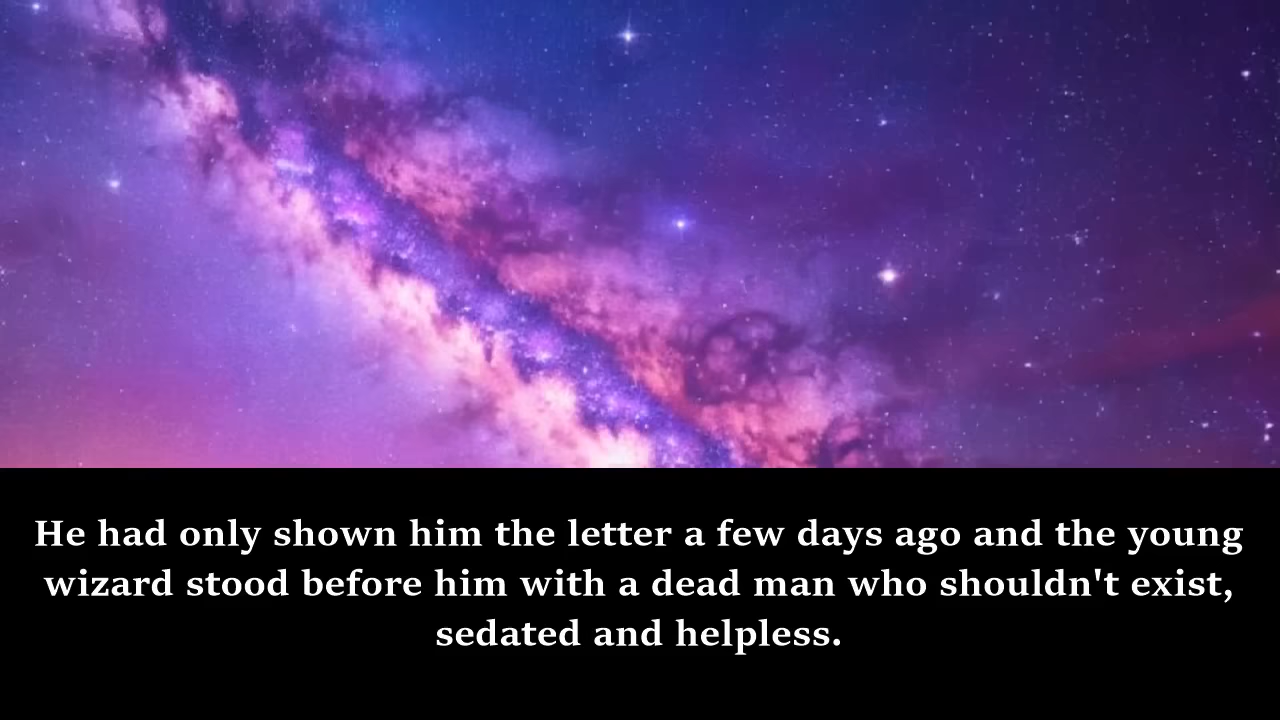 He had only shown him the letter a few days ago and the young
wizard stood before him with a dead man who shouldn't exist,
sedated and helpless.